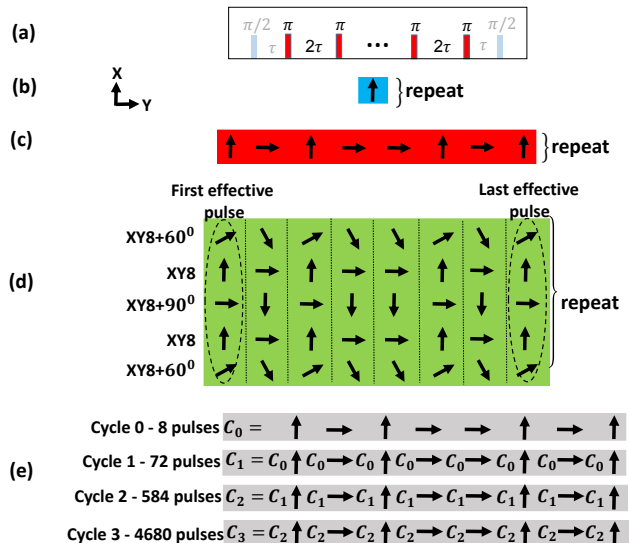 (a)
π/2 π π π π π/2
τ 2τ ••• 2τ τ
(b)
X
Y
repeat
(c)
repeat
First effective pulse
Last effective pulse
(d)
XY8+60⁰
XY8
XY8+90⁰
XY8
XY8+60⁰
repeat
(e)
Cycle 0 - 8 pulses C₀ = ↑ → ↑ → → ↑ → ↑
Cycle 1 - 72 pulses C₁ = C₀ ↑ C₀ → C₀ ↑ C₀ → C₀ → C₀ ↑ C₀ → C₀ ↑
Cycle 2 - 584 pulses C₂ = C₁ ↑ C₁ → C₁ ↑ C₁ → C₁ → C₁ ↑ C₁ → C₁ ↑
Cycle 3 - 4680 pulses C₃ = C₂ ↑ C₂ → C₂ ↑ C₂ → C₂ → C₂ ↑ C₂ → C₂ ↑